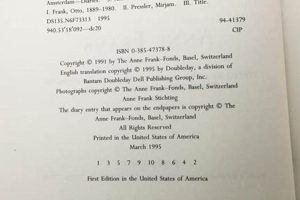 Amsterdam—Diaries.
I. Frank, Otto, 1889–1980. II. Pressler, Mirjam. III. Title.
DS135.N6F73313 1995
940.53'18'092—dc20
94-41379
CIP
ISBN 0-385-47378-8
Copyright © 1991 by The Anne Frank-Fonds, Basel, Switzerland
English translation copyright © 1995 by Doubleday, a division of
Bantam Doubleday Dell Publishing Group, Inc.
Photographs copyright © Anne Frank-Fonds, Basel, Switzerland
Anne Frank Stichting
The diary entry that appears on the endpapers is copyright © The
Anne Frank-Fonds, Basel, Switzerland
All Rights Reserved
Printed in the United States of America
March 1995
1 3 5 7 9 10 8 6 4 2
First Edition in the United States of America